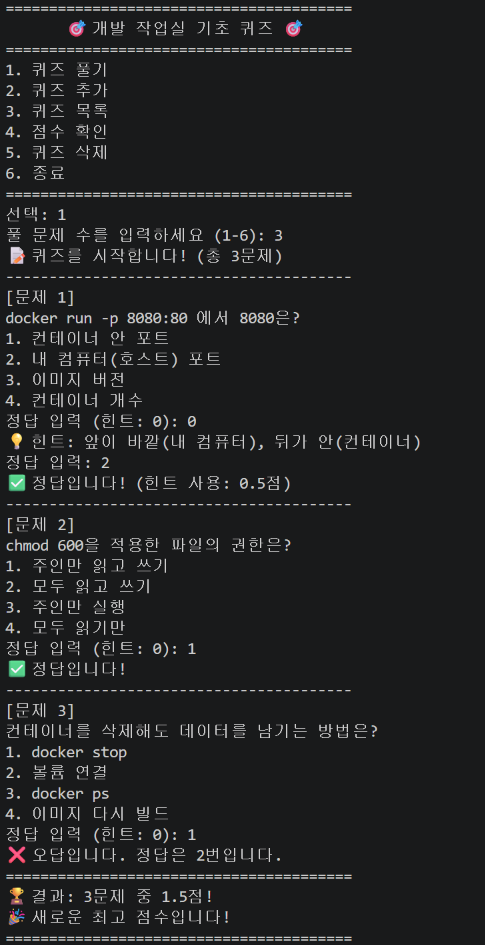 ========================================
🎯 개발 작업실 기초 퀴즈 🎯
========================================
1. 퀴즈 풀기
2. 퀴즈 추가
3. 퀴즈 목록
4. 점수 확인
5. 퀴즈 삭제
6. 종료
========================================
선택: 1
풀 문제 수를 입력하세요 (1-6): 3
📝 퀴즈를 시작합니다! (총 3문제)
----------------------------------------
[문제 1]
docker run -p 8080:80 에서 8080은?
1. 컨테이너 안 포트
2. 내 컴퓨터(호스트) 포트
3. 이미지 버전
4. 컨테이너 개수
정답 입력 (힌트: 0): 0
💡 힌트: 앞이 바깥(내 컴퓨터), 뒤가 안(컨테이너)
정답 입력: 2
✅ 정답입니다! (힌트 사용: 0.5점)
----------------------------------------
[문제 2]
chmod 600을 적용한 파일의 권한은?
1. 주인만 읽고 쓰기
2. 모두 읽고 쓰기
3. 주인만 실행
4. 모두 읽기만
정답 입력 (힌트: 0): 1
✅ 정답입니다!
----------------------------------------
[문제 3]
컨테이너를 삭제해도 데이터를 남기는 방법은?
1. docker stop
2. 볼륨 연결
3. docker ps
4. 이미지 다시 빌드
정답 입력 (힌트: 0): 1
❌ 오답입니다. 정답은 2번입니다.
========================================
🏆 결과: 3문제 중 1.5점!
🎉 새로운 최고 점수입니다!
========================================